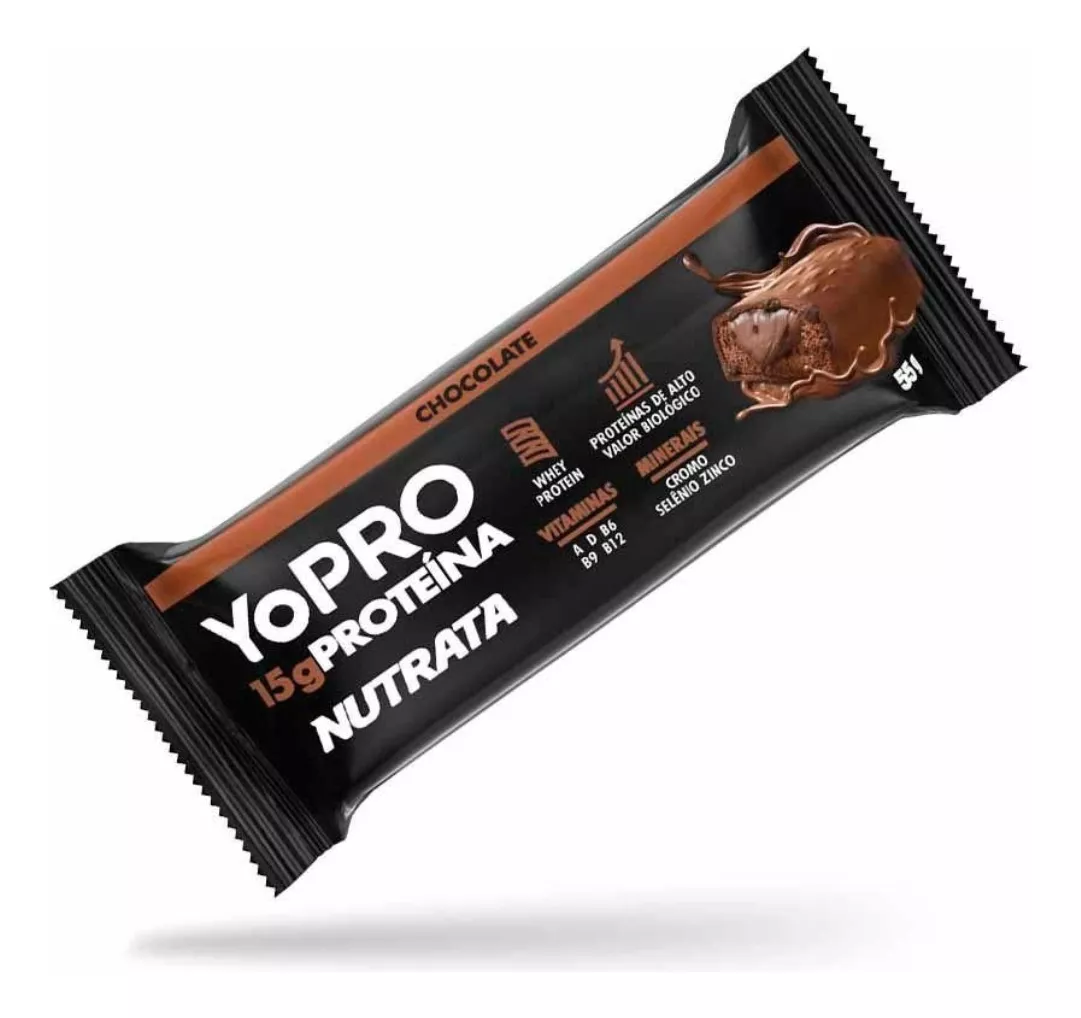 CHOCOLATE
YoPRO
15g PROTEÍNA
NUTRATA
WHEY
PROTEIN
PROTEÍNAS DE ALTO
VALOR BIOLÓGICO
VITAMINAS
A D B6
B9 B12
MINERAIS
CROMO
SELÊNIO ZINCO
55g